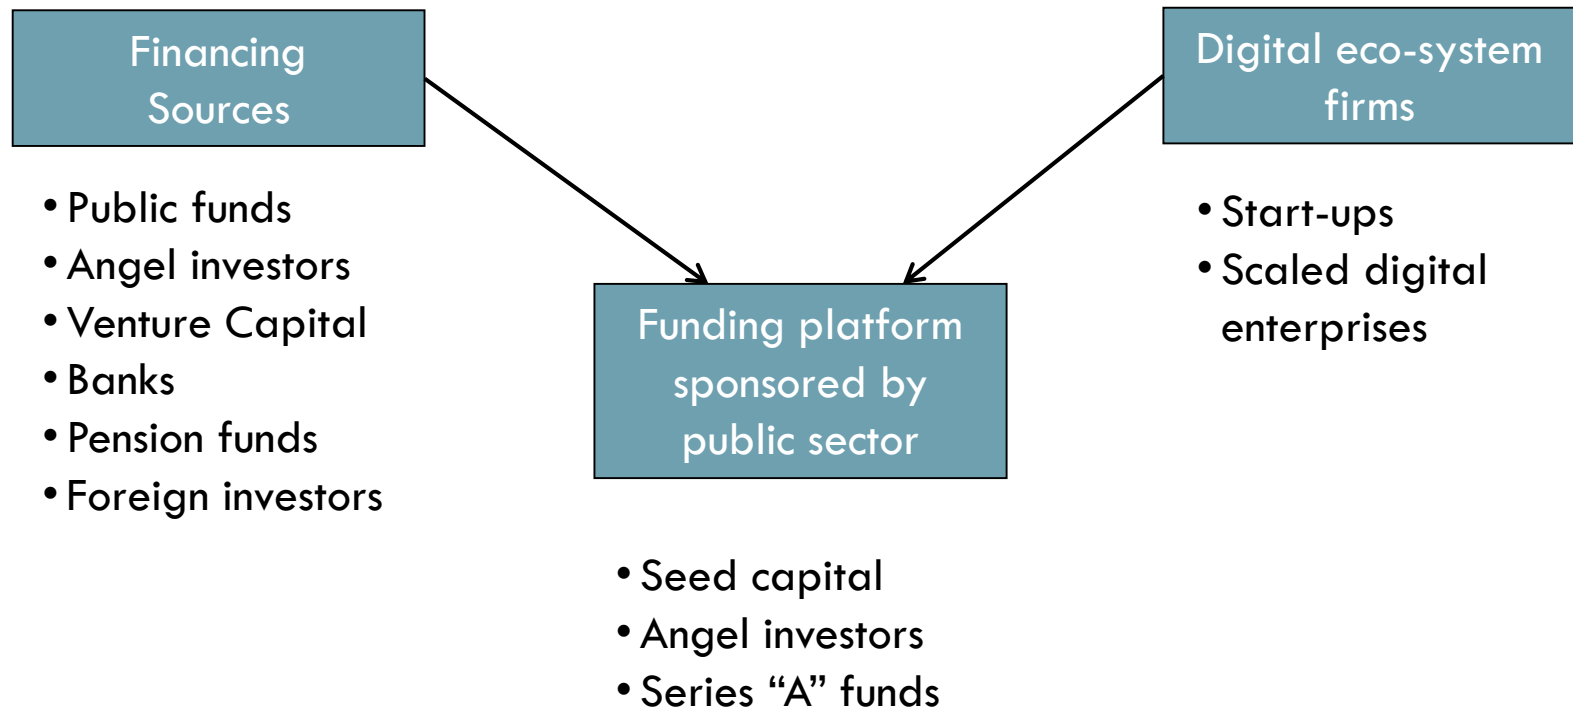 Financing
Sources
• Public funds
• Angel investors
• Venture Capital
• Banks
• Pension funds
• Foreign investors
Funding platform
sponsored by
public sector
• Seed capital
• Angel investors
• Series “A” funds
Digital eco-system
firms
• Start-ups
• Scaled digital
enterprises